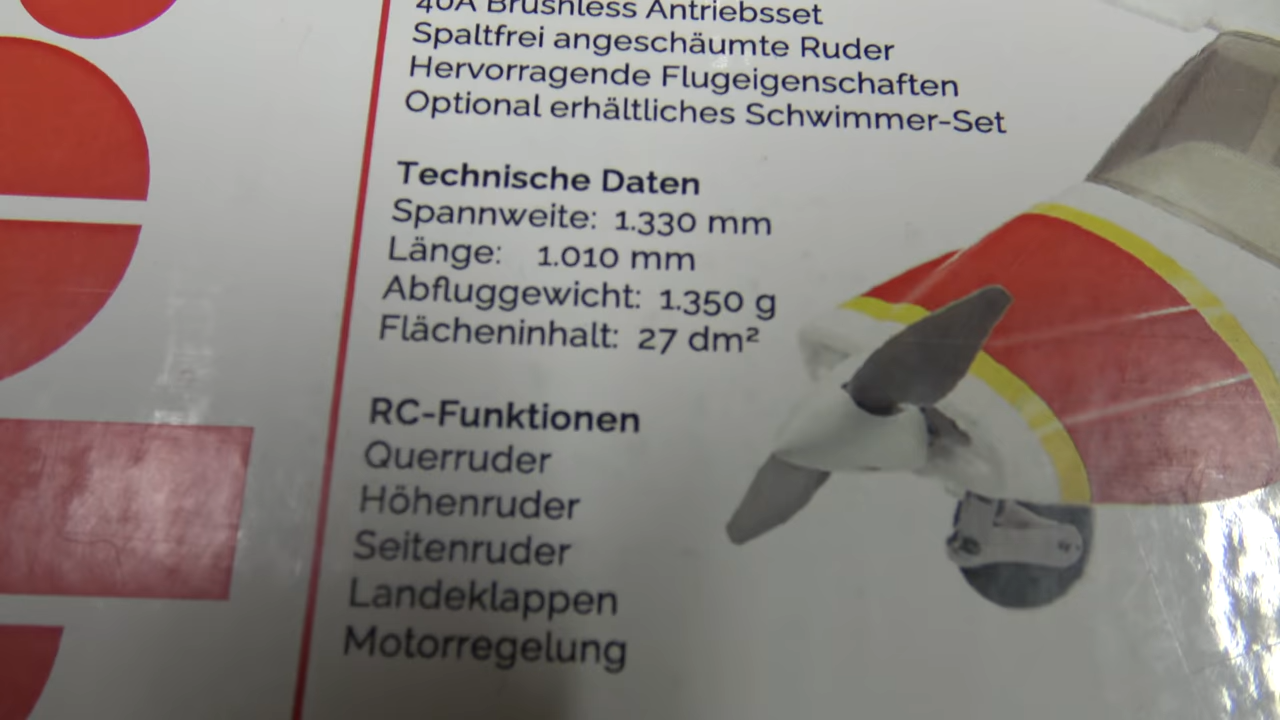 40A Brushless Antriebsset
Spaltfrei angeschäumte Ruder
Hervorragende Flugeigenschaften
Optional erhältliches Schwimmer-Set
Technische Daten
Spannweite: 1.330 mm
Länge: 1.010 mm
Abfluggewicht: 1.350 g
Flächeninhalt: 27 dm²
RC-Funktionen
Querruder
Höhenruder
Seitenruder
Landeklappen
Motorregelung